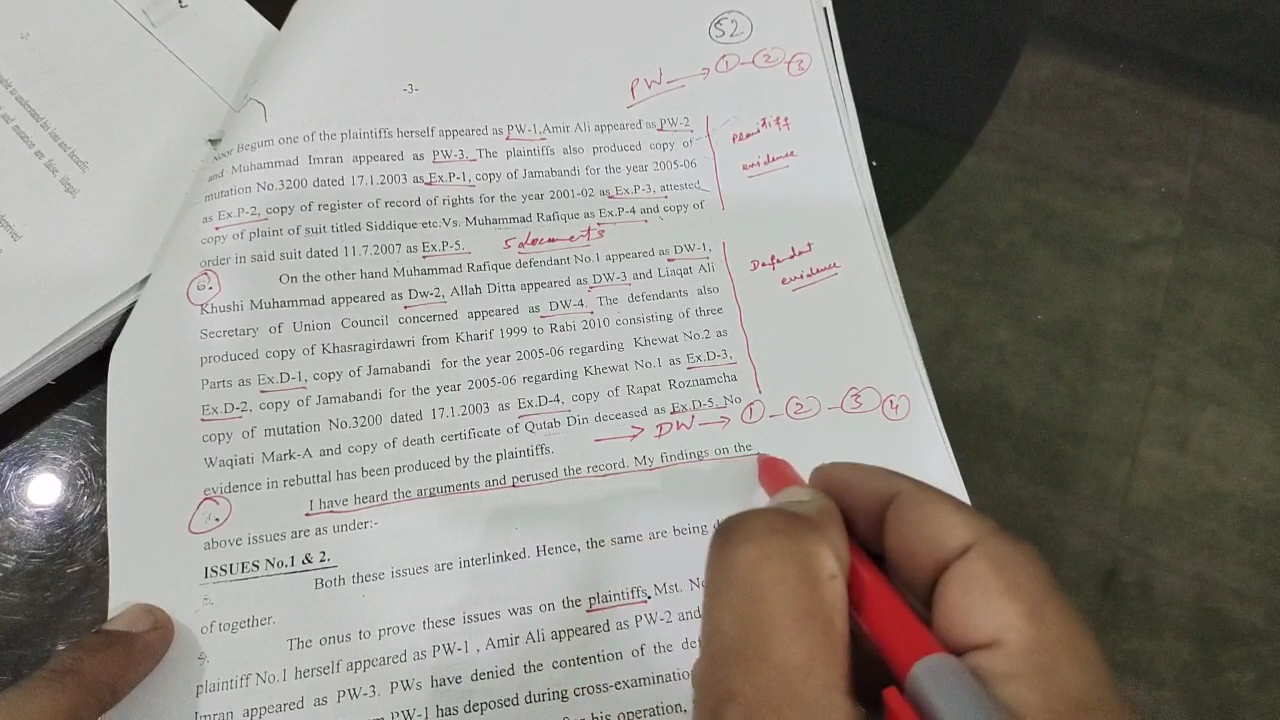 52
PW → 1 - 2 - 3
-3-
Noor Begum one of the plaintiffs herself appeared as PW-1, Amir Ali appeared as PW-2
and Muhammad Imran appeared as PW-3. The plaintiffs also produced copy of
mutation No.3200 dated 17.1.2003 as Ex.P-1, copy of Jamabandi for the year 2005-06
as Ex.P-2, copy of register of record of rights for the year 2001-02 as Ex.P-3, attested
copy of plaint of suit titled Siddique etc.Vs. Muhammad Rafique as Ex.P-4 and copy of
order in said suit dated 11.7.2007 as Ex.P-5.
5 documents
Plaintiff
evidence
6.
On the other hand Muhammad Rafique defendant No.1 appeared as DW-1,
Khushi Muhammad appeared as Dw-2, Allah Ditta appeared as DW-3 and Liaqat Ali
Secretary of Union Council concerned appeared as DW-4. The defendants also
produced copy of Khasragirdawri from Kharif 1999 to Rabi 2010 consisting of three
Parts as Ex.D-1, copy of Jamabandi for the year 2005-06 regarding Khewat No.2 as
Ex.D-2, copy of Jamabandi for the year 2005-06 regarding Khewat No.1 as Ex.D-3,
copy of mutation No.3200 dated 17.1.2003 as Ex.D-4, copy of Rapat Roznamcha
Waqiati Mark-A and copy of death certificate of Qutab Din deceased as Ex.D-5. No
evidence in rebuttal has been produced by the plaintiffs.
Defendent
evidence
→ DW → 1 - 2 - 3 4
I have heard the arguments and perused the record. My findings on the
above issues are as under:-
ISSUES No.1 & 2.
Both these issues are interlinked. Hence, the same are being
of together.
The onus to prove these issues was on the plaintiffs. Mst.
plaintiff No.1 herself appeared as PW-1 , Amir Ali appeared as PW-2 and
Imran appeared as PW-3. PWs have denied the contention of the
PW-1 has deposed during cross-examination
his operation,